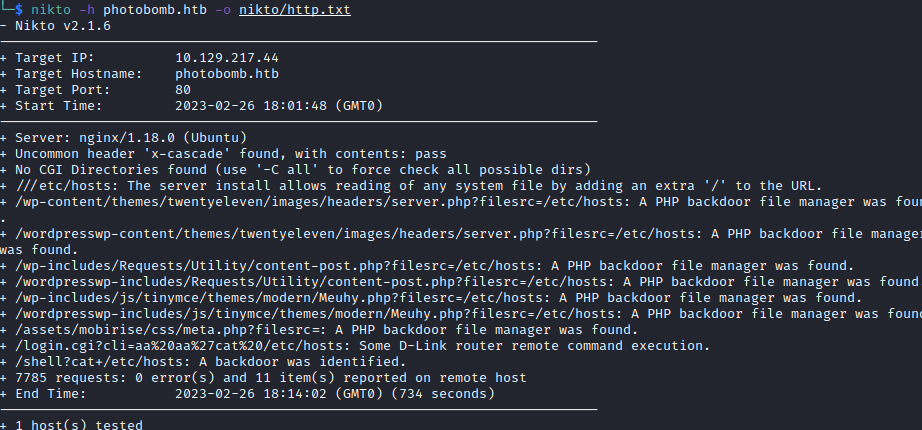 └─$ nikto -h photobomb.htb -o nikto/http.txt
- Nikto v2.1.6
---------------------------------------------------------------------------
+ Target IP:          10.129.217.44
+ Target Hostname:    photobomb.htb
+ Target Port:        80
+ Start Time:         2023-02-26 18:01:48 (GMT0)
---------------------------------------------------------------------------
+ Server: nginx/1.18.0 (Ubuntu)
+ Uncommon header 'x-cascade' found, with contents: pass
+ No CGI Directories found (use '-C all' to force check all possible dirs)
+ ///etc/hosts: The server install allows reading of any system file by adding an extra '/' to the URL.
+ /wp-content/themes/twentyeleven/images/headers/server.php?filesrc=/etc/hosts: A PHP backdoor file manager was foun
.
+ /wordpresswp-content/themes/twentyeleven/images/headers/server.php?filesrc=/etc/hosts: A PHP backdoor file manager
was found.
+ /wp-includes/Requests/Utility/content-post.php?filesrc=/etc/hosts: A PHP backdoor file manager was found.
+ /wordpresswp-includes/Requests/Utility/content-post.php?filesrc=/etc/hosts: A PHP backdoor file manager was found.
+ /wp-includes/js/tinymce/themes/modern/Meuhy.php?filesrc=/etc/hosts: A PHP backdoor file manager was found.
+ /wordpresswp-includes/js/tinymce/themes/modern/Meuhy.php?filesrc=/etc/hosts: A PHP backdoor file manager was foun
+ /assets/mobirise/css/meta.php?filesrc=: A PHP backdoor file manager was found.
+ /login.cgi?cli=aa%20aa%27cat%20/etc/hosts: Some D-Link router remote command execution.
+ /shell?cat+/etc/hosts: A backdoor was identified.
+ 7785 requests: 0 error(s) and 11 item(s) reported on remote host
+ End Time:           2023-02-26 18:14:02 (GMT0) (734 seconds)
---------------------------------------------------------------------------
+ 1 host(s) tested